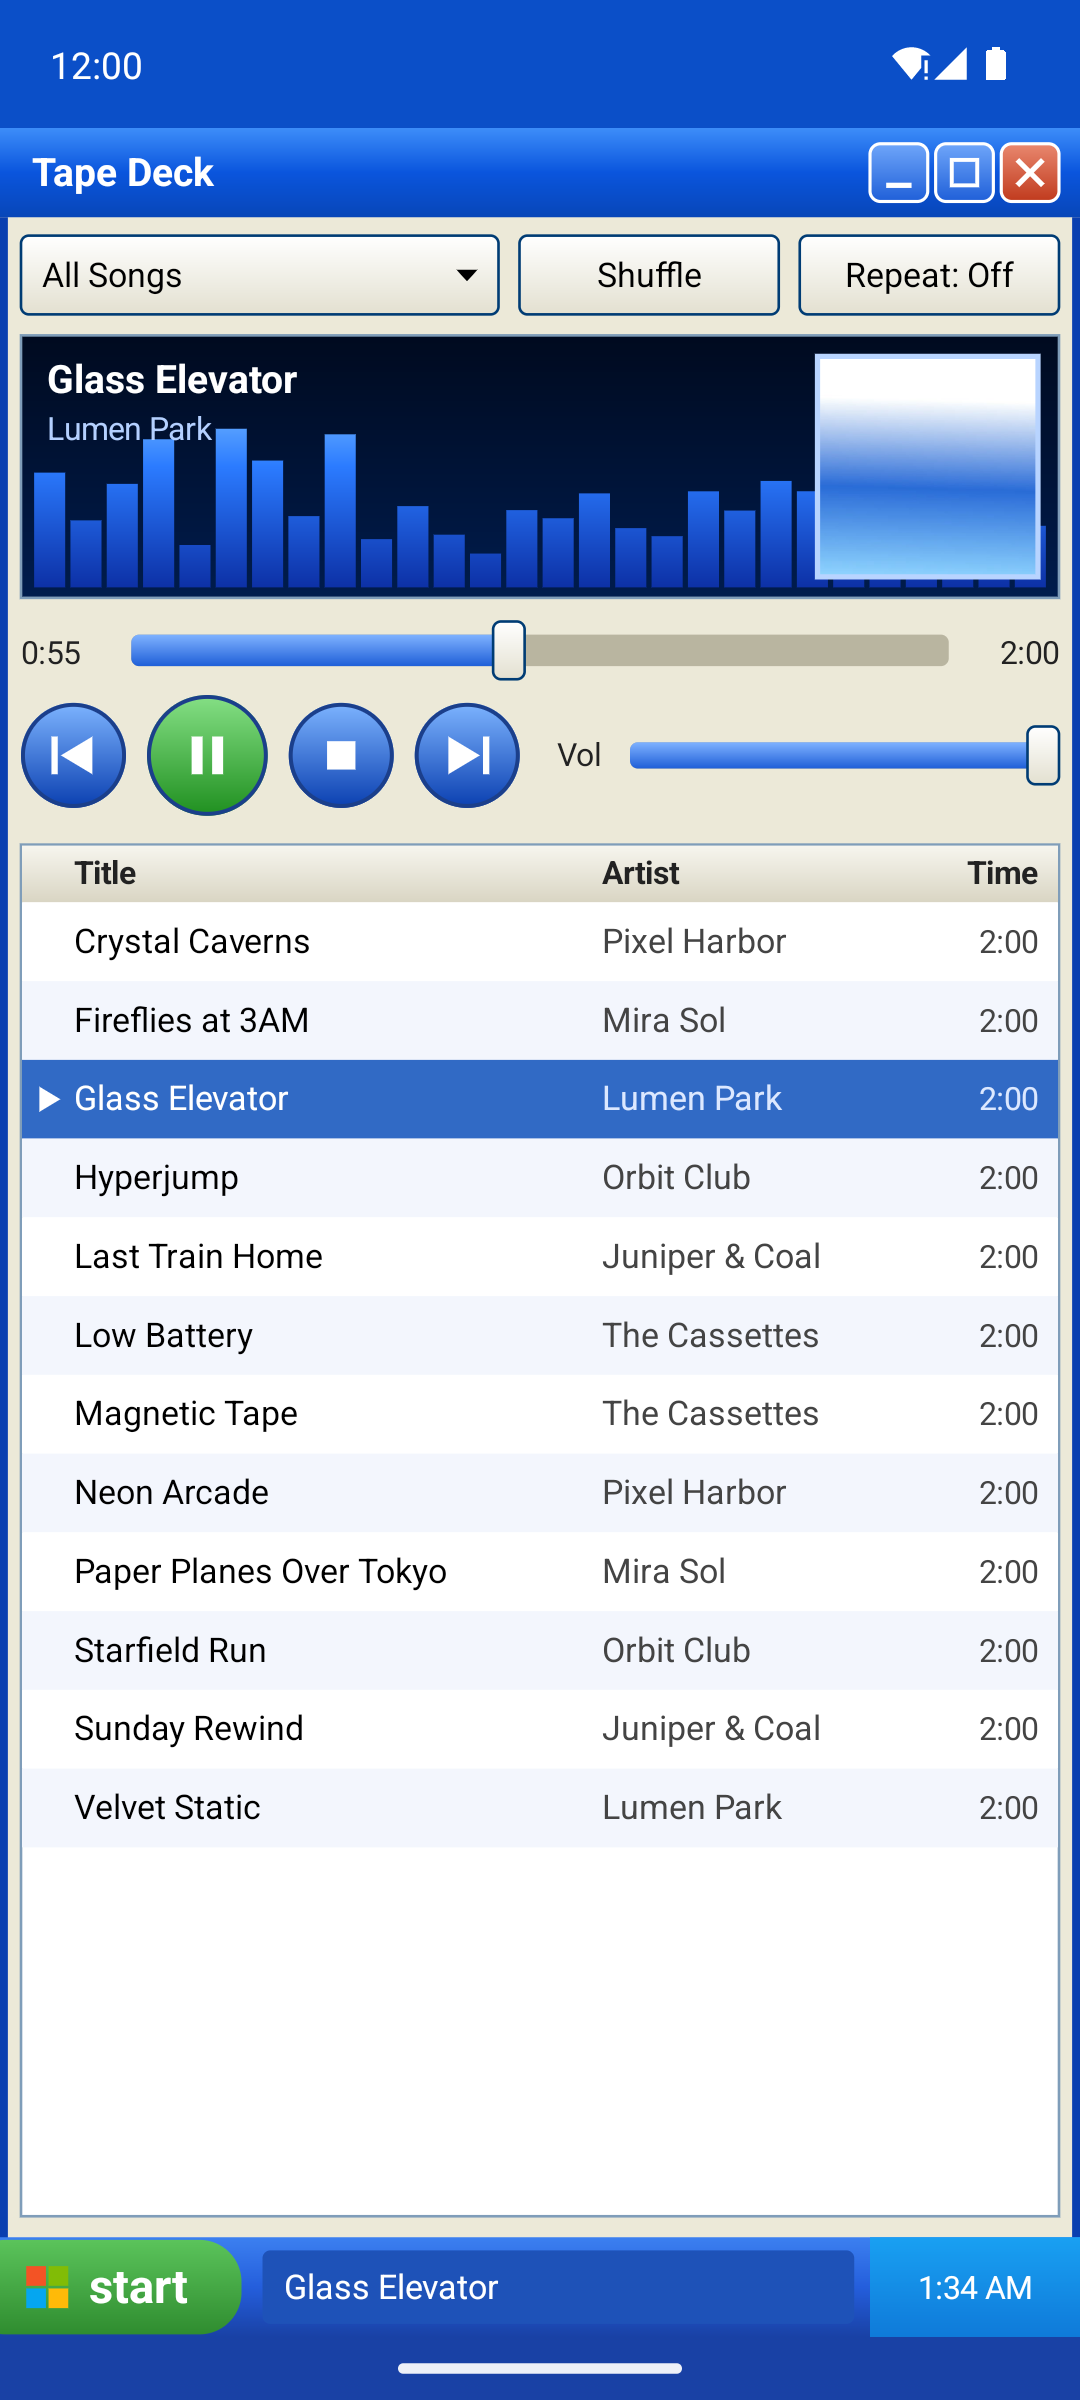 12:00
Tape Deck
All Songs
Shuffle
Repeat: Off
Glass Elevator
Lumen Park
0:55
2:00
Vol
Title Artist Time
Crystal Caverns Pixel Harbor 2:00
Fireflies at 3AM Mira Sol 2:00
Glass Elevator Lumen Park 2:00
Hyperjump Orbit Club 2:00
Last Train Home Juniper & Coal 2:00
Low Battery The Cassettes 2:00
Magnetic Tape The Cassettes 2:00
Neon Arcade Pixel Harbor 2:00
Paper Planes Over Tokyo Mira Sol 2:00
Starfield Run Orbit Club 2:00
Sunday Rewind Juniper & Coal 2:00
Velvet Static Lumen Park 2:00
start
Glass Elevator
1:34 AM